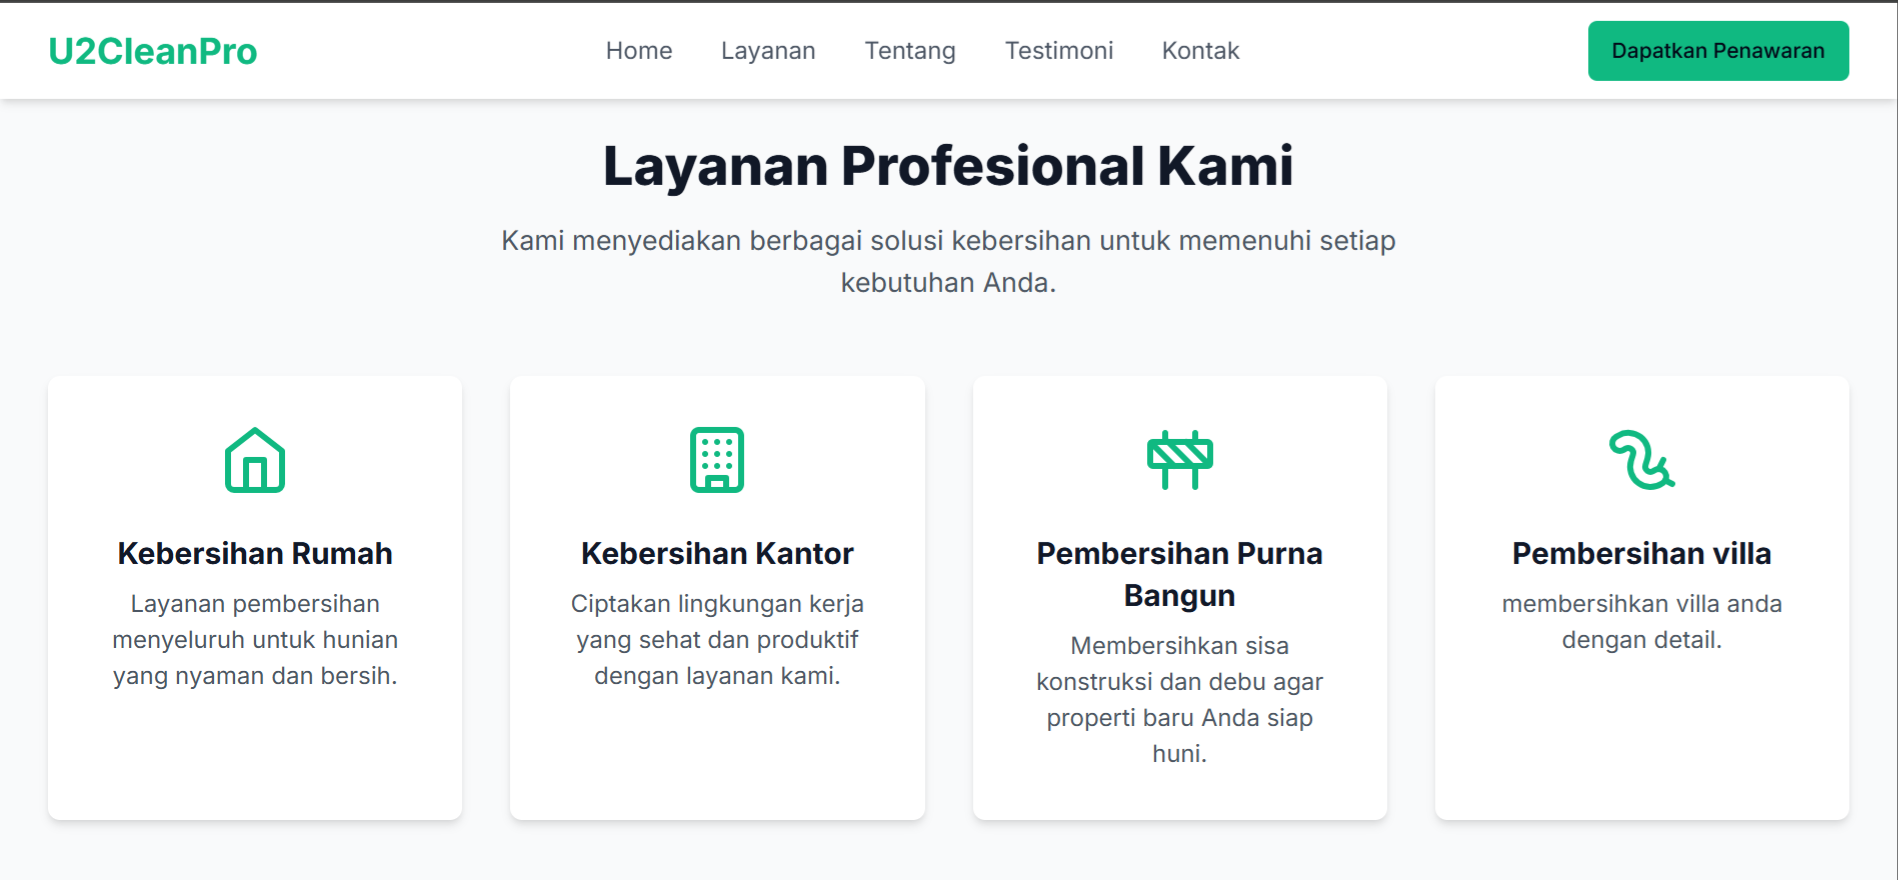 U2CleanPro
Home
Layanan
Tentang
Testimoni
Kontak
Dapatkan Penawaran
Layanan Profesional Kami
Kami menyediakan berbagai solusi kebersihan untuk memenuhi setiap
kebutuhan Anda.
Kebersihan Rumah
Layanan pembersihan
menyeluruh untuk hunian
yang nyaman dan bersih.
Kebersihan Kantor
Ciptakan lingkungan kerja
yang sehat dan produktif
dengan layanan kami.
Pembersihan Purna
Bangun
Membersihkan sisa
konstruksi dan debu agar
properti baru Anda siap
huni.
Pembersihan villa
membersihkan villa anda
dengan detail.